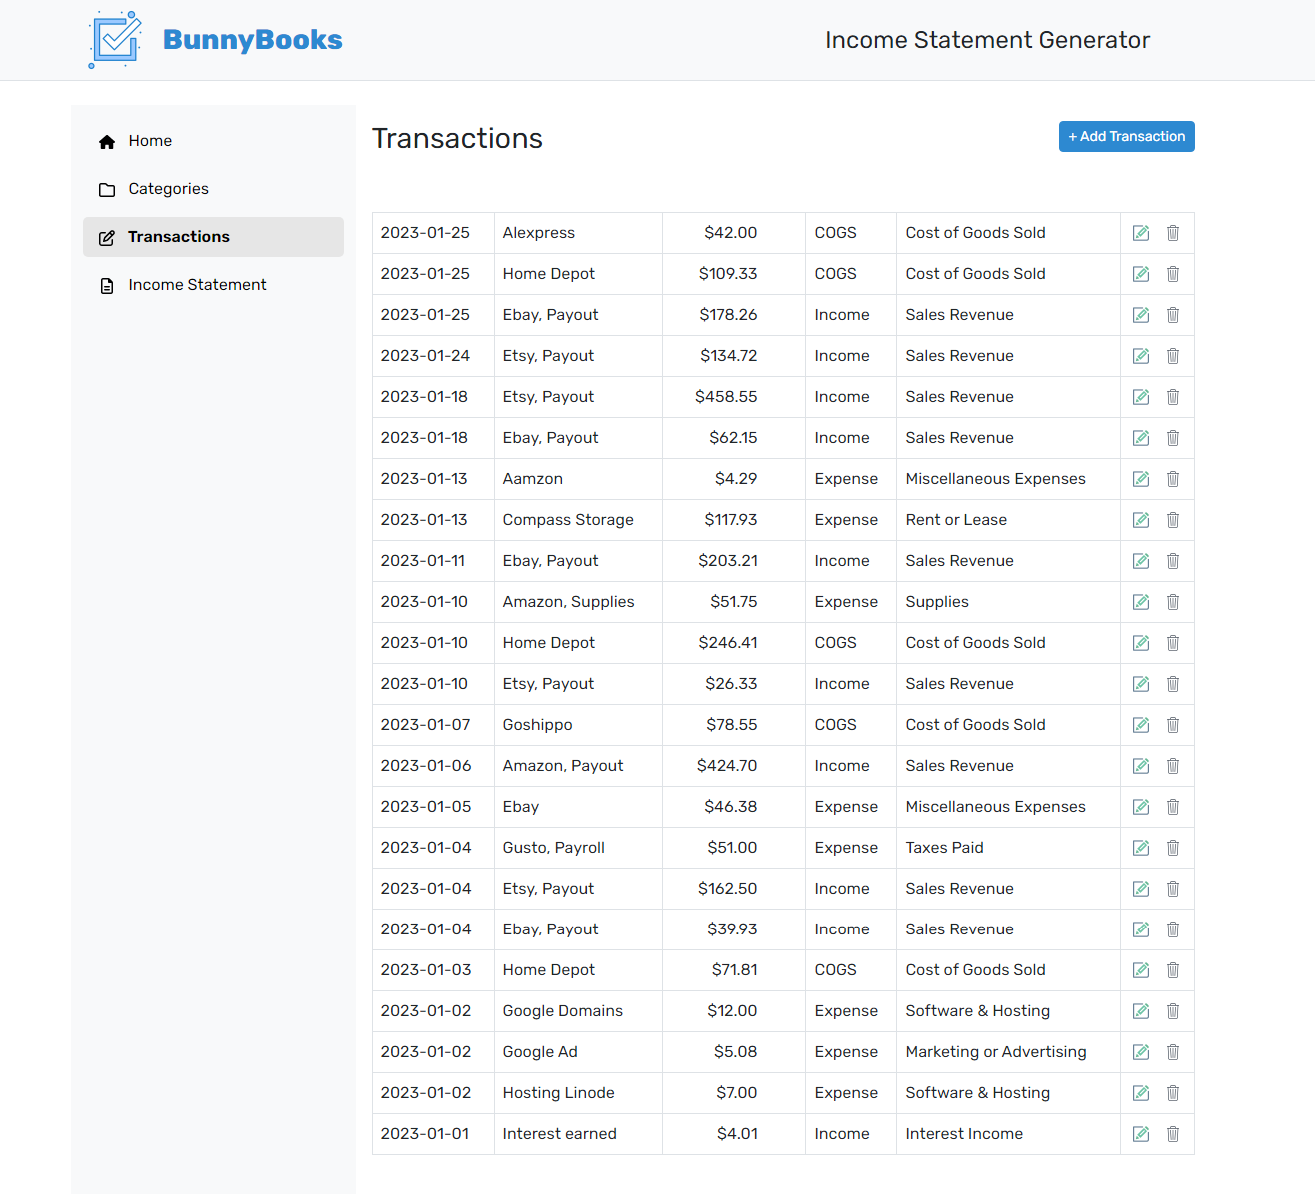 BunnyBooks Income Statement Generator
Home
Categories
Transactions
Income Statement
Transactions + Add Transaction
2023-01-25 Alexpress $42.00 COGS Cost of Goods Sold
2023-01-25 Home Depot $109.33 COGS Cost of Goods Sold
2023-01-25 Ebay, Payout $178.26 Income Sales Revenue
2023-01-24 Etsy, Payout $134.72 Income Sales Revenue
2023-01-18 Etsy, Payout $458.55 Income Sales Revenue
2023-01-18 Ebay, Payout $62.15 Income Sales Revenue
2023-01-13 Aamzon $4.29 Expense Miscellaneous Expenses
2023-01-13 Compass Storage $117.93 Expense Rent or Lease
2023-01-11 Ebay, Payout $203.21 Income Sales Revenue
2023-01-10 Amazon, Supplies $51.75 Expense Supplies
2023-01-10 Home Depot $246.41 COGS Cost of Goods Sold
2023-01-10 Etsy, Payout $26.33 Income Sales Revenue
2023-01-07 Goshippo $78.55 COGS Cost of Goods Sold
2023-01-06 Amazon, Payout $424.70 Income Sales Revenue
2023-01-05 Ebay $46.38 Expense Miscellaneous Expenses
2023-01-04 Gusto, Payroll $51.00 Expense Taxes Paid
2023-01-04 Etsy, Payout $162.50 Income Sales Revenue
2023-01-04 Ebay, Payout $39.93 Income Sales Revenue
2023-01-03 Home Depot $71.81 COGS Cost of Goods Sold
2023-01-02 Google Domains $12.00 Expense Software & Hosting
2023-01-02 Google Ad $5.08 Expense Marketing or Advertising
2023-01-02 Hosting Linode $7.00 Expense Software & Hosting
2023-01-01 Interest earned $4.01 Income Interest Income